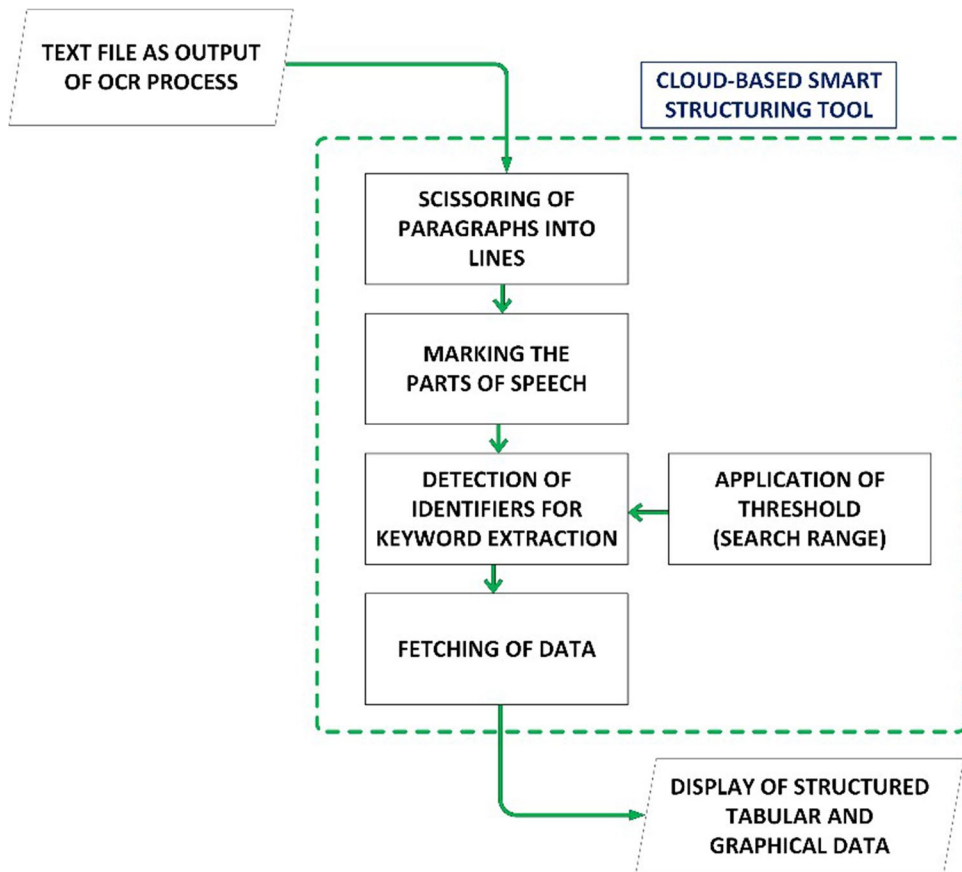 TEXT FILE AS OUTPUT
OF OCR PROCESS
CLOUD-BASED SMART
STRUCTURING TOOL
SCISSORING OF
PARAGRAPHS INTO
LINES
MARKING THE
PARTS OF SPEECH
DETECTION OF
IDENTIFIERS FOR
KEYWORD EXTRACTION
APPLICATION OF
THRESHOLD
(SEARCH RANGE)
FETCHING OF DATA
DISPLAY OF STRUCTURED
TABULAR AND
GRAPHICAL DATA